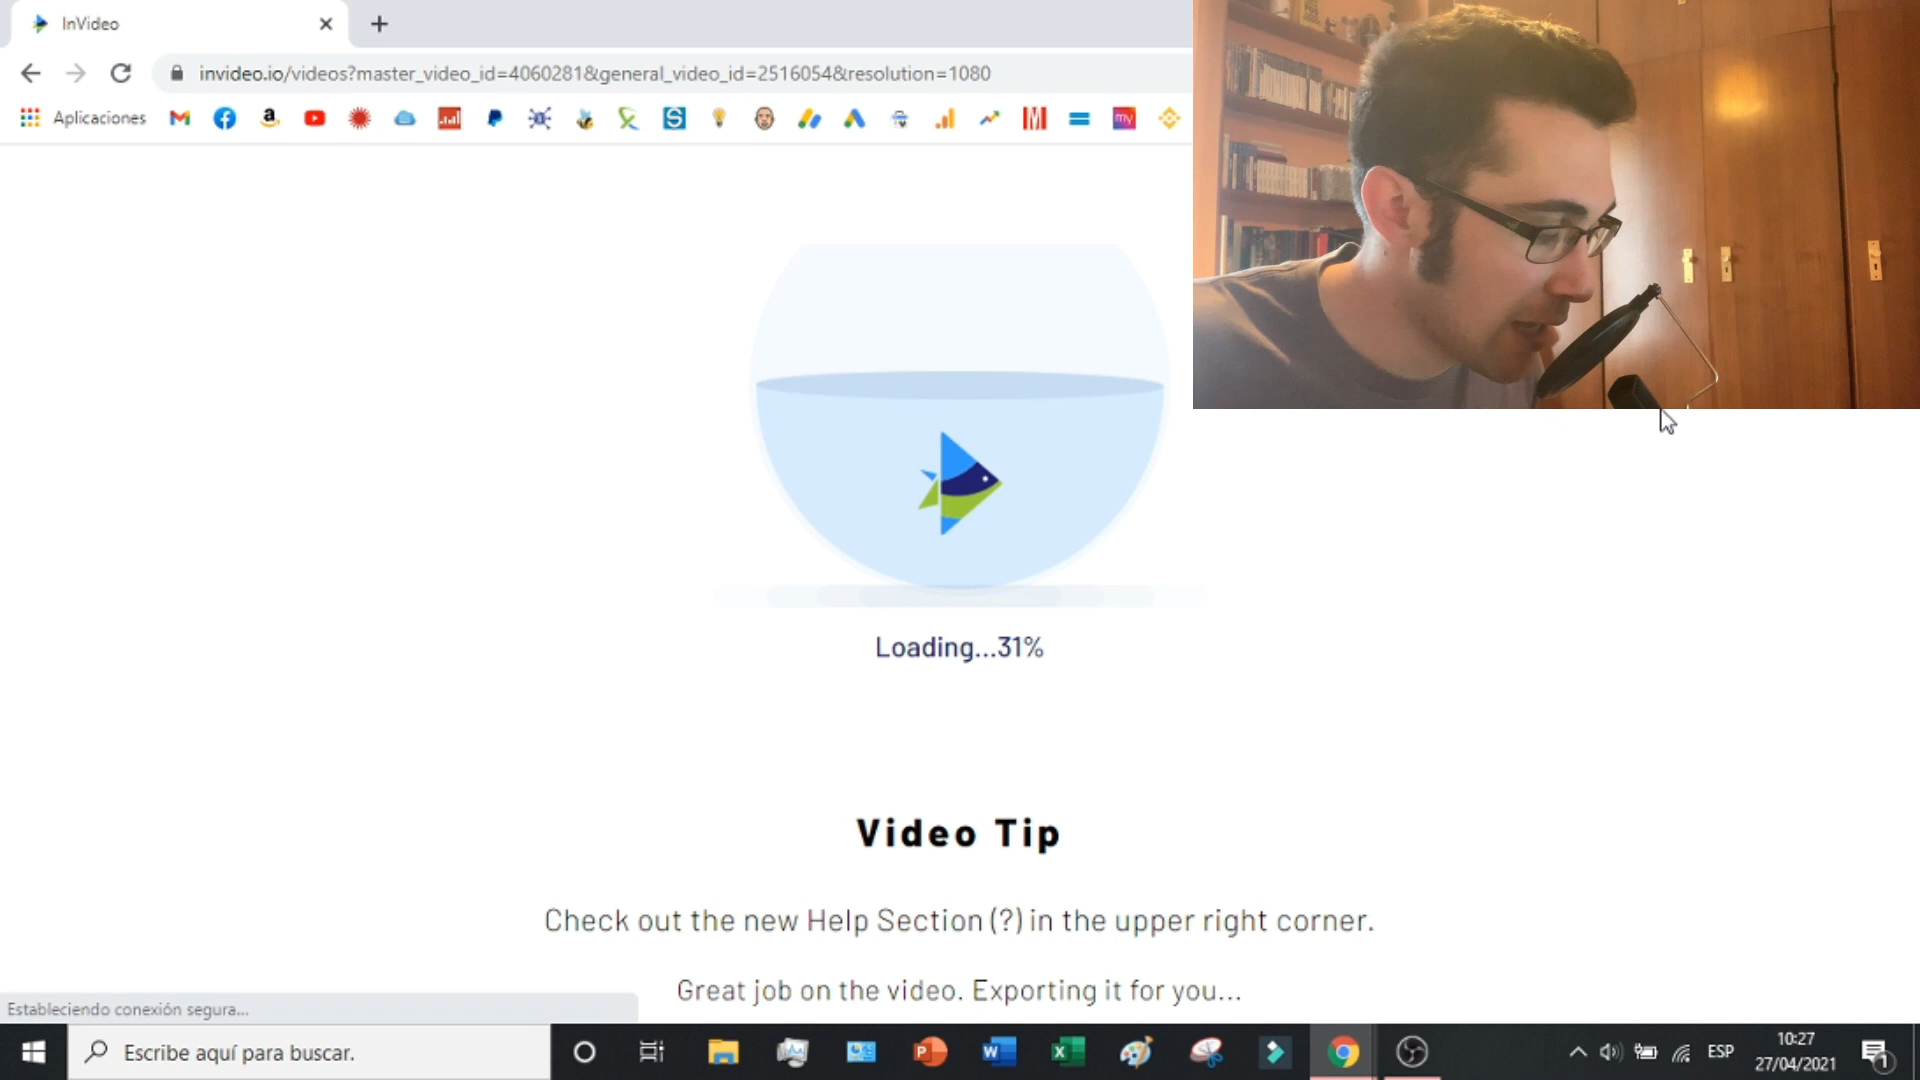 InVideo
invideo.io/videos?master_video_id=4060281&general_video_id=2516054&resolution=1080
Aplicaciones
my
Loading...31%
Video Tip
Check out the new Help Section (?) in the upper right corner.
Great job on the video. Exporting it for you...
Estableciendo conexión segura...
Escribe aquí para buscar.
ESP
10:27
27/04/2021
1